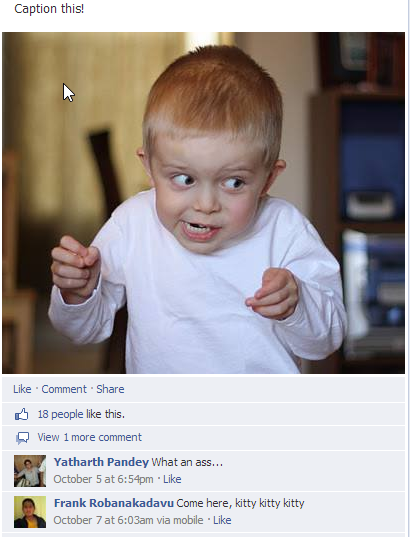 Caption this!
Like · Comment · Share
18 people like this.
View 1 more comment
Yatharth Pandey What an ass...
October 5 at 6:54pm · Like
Frank Robanakadavu Come here, kitty kitty kitty
October 7 at 6:03am via mobile · Like